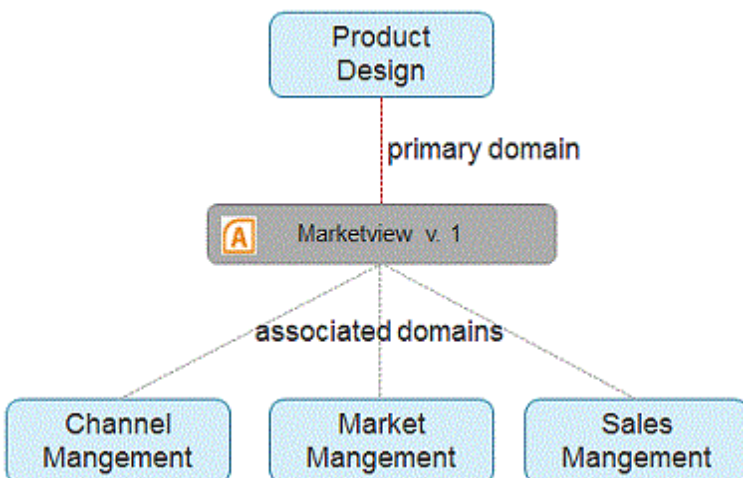 Product
Design
primary domain
A Marketview v. 1
associated domains
Channel
Mangement
Market
Mangement
Sales
Mangement